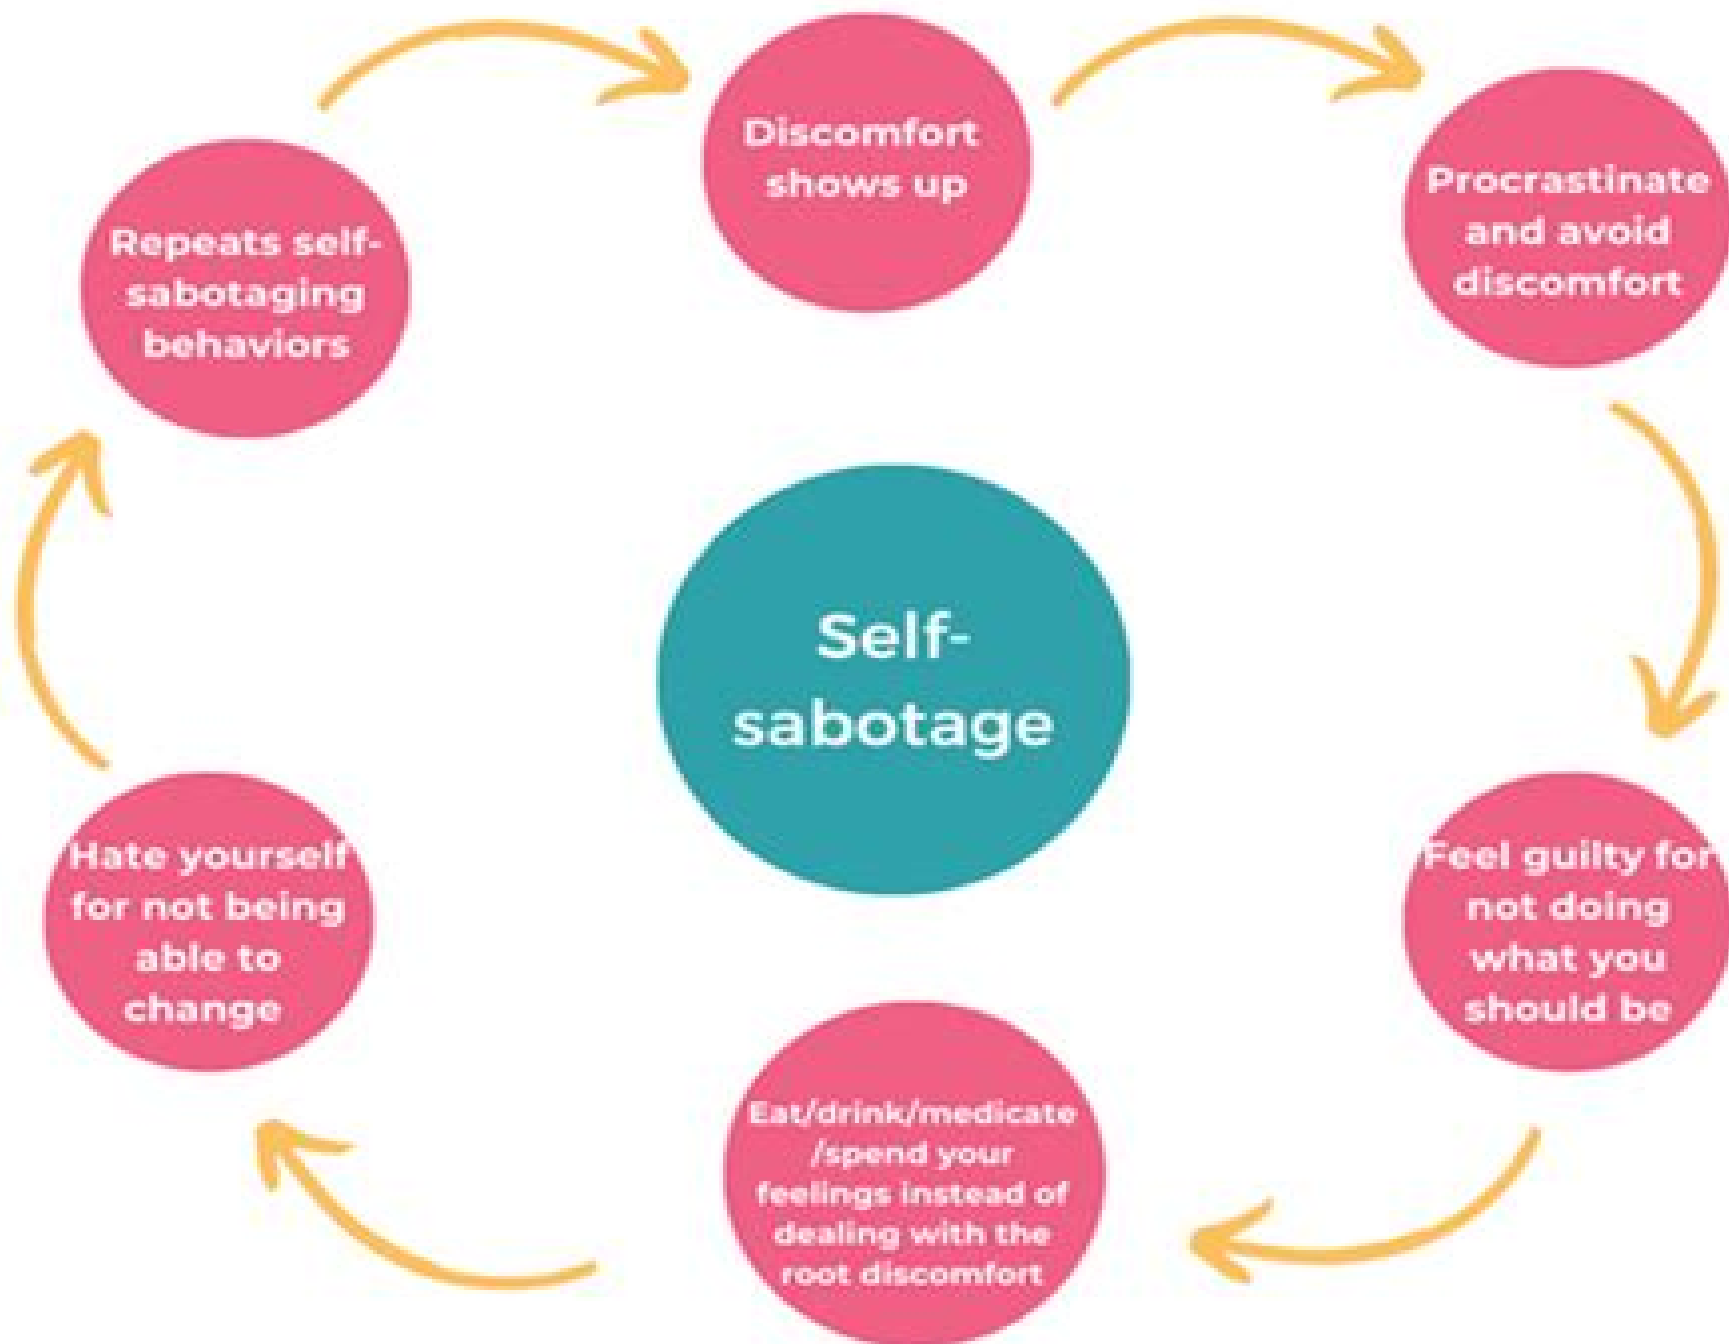 Discomfort
shows up
Procrastinate
and avoid
discomfort
Feel guilty for
not doing
what you
should be
Eat/drink/medicate
/spend your
feelings instead of
dealing with the
root discomfort
Hate yourself
for not being
able to
change
Repeats self-
sabotaging
behaviors
Self-
sabotage